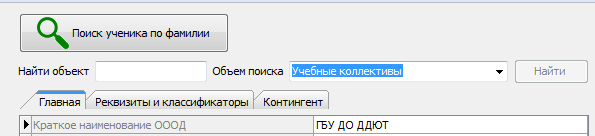 Поиск ученика по фамилии
Найти объект Объем поиска Учебные коллективы Найти
Главная Реквизиты и классификаторы Контингент
Краткое наименование ОООД ГБУ ДО ДДЮТ